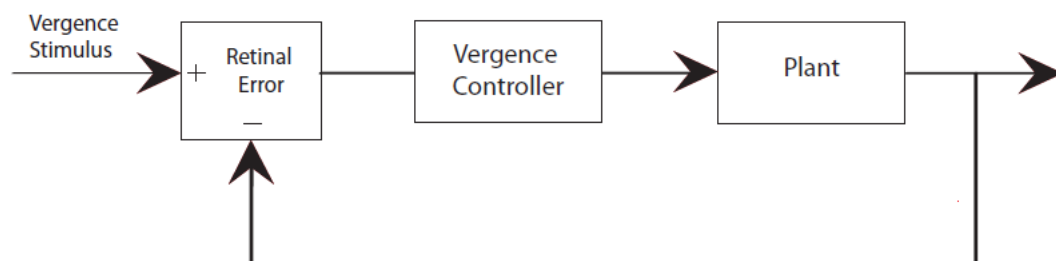 Vergence
Stimulus
+
Retinal
Error
—
Vergence
Controller
Plant